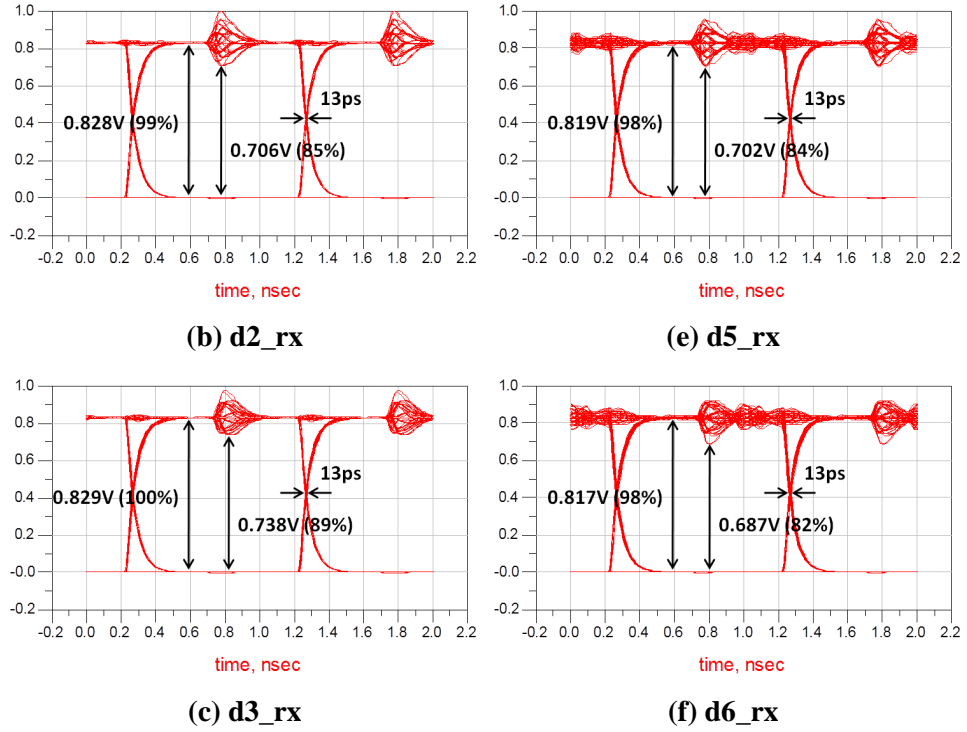 1.0
0.8
0.6
0.4
0.2
0.0
-0.2
-0.2 0.0 0.2 0.4 0.6 0.8 1.0 1.2 1.4 1.6 1.8 2.0 2.2
0.828V (99%)
0.706V (85%)
13ps
time, nsec
(b) d2_rx
1.0
0.8
0.6
0.4
0.2
0.0
-0.2
-0.2 0.0 0.2 0.4 0.6 0.8 1.0 1.2 1.4 1.6 1.8 2.0 2.2
0.819V (98%)
0.702V (84%)
13ps
time, nsec
(e) d5_rx
1.0
0.8
0.6
0.4
0.2
-0.0
-0.2
-0.2 0.0 0.2 0.4 0.6 0.8 1.0 1.2 1.4 1.6 1.8 2.0 2.2
0.829V (100%)
0.738V (89%)
13ps
time, nsec
(c) d3_rx
1.0
0.8
0.6
0.4
0.2
-0.0
-0.2
-0.2 0.0 0.2 0.4 0.6 0.8 1.0 1.2 1.4 1.6 1.8 2.0 2.2
0.817V (98%)
0.687V (82%)
13ps
time, nsec
(f) d6_rx